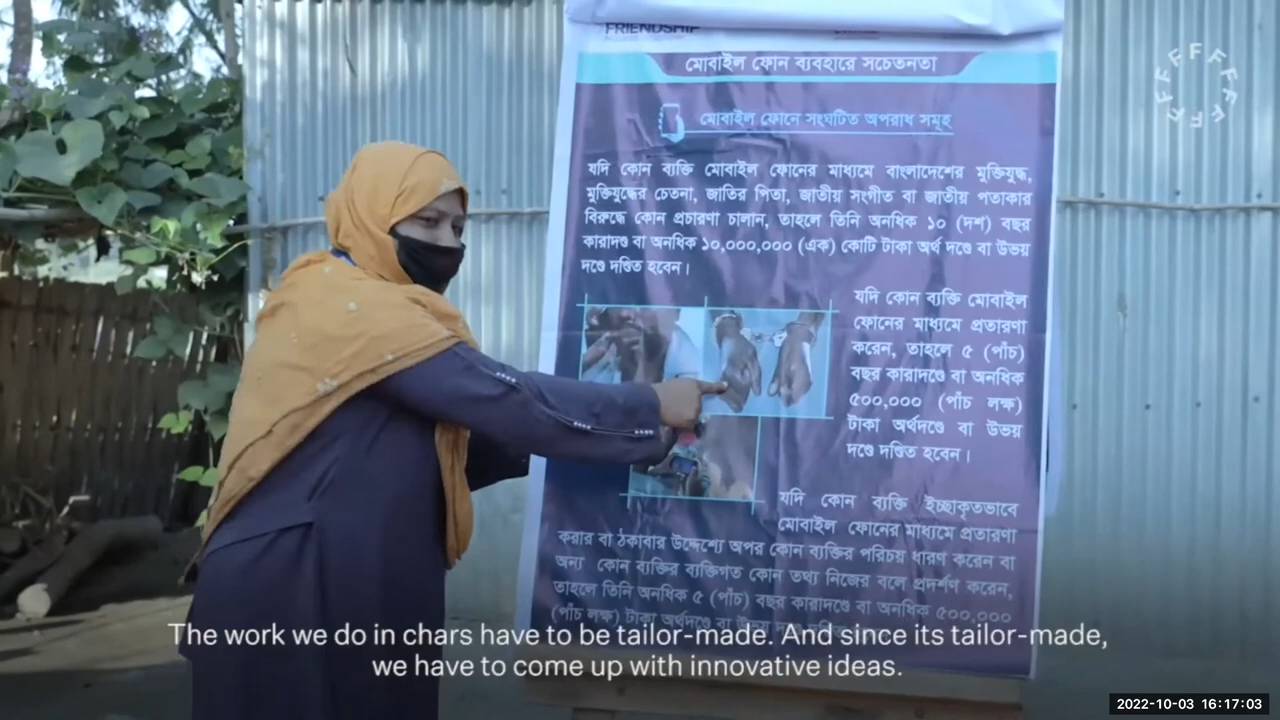 FRIENDSHIP
মোবাইল ফোন ব্যবহারে সচেতনতা
মোবাইল ফোনে সংঘটিত অপরাধ সমূহ
যদি কোন ব্যক্তি মোবাইল ফোনের মাধ্যমে বাংলাদেশের মুক্তিযুদ্ধ,
মুক্তিযুদ্ধের চেতনা, জাতির পিতা, জাতীয় সংগীত বা জাতীয় পতাকার
বিরুদ্ধে কোন প্রচারণা চালান, তাহলে তিনি অনধিক ১০ (দশ) বছর
কারাদণ্ড বা অনধিক ১০,০০০,০০০ (এক) কোটি টাকা অর্থ দণ্ডে বা উভয়
দণ্ডে দণ্ডিত হবেন।
যদি কোন ব্যক্তি মোবাইল
ফোনের মাধ্যমে প্রতারণা
করেন, তাহলে ৫ (পাঁচ)
বছর কারাদণ্ডে বা অনধিক
৫০০,০০০ (পাঁচ লক্ষ)
টাকা অর্থদণ্ডে বা উভয়
দণ্ডে দণ্ডিত হবেন।
যদি কোন ব্যক্তি ইচ্ছাকৃতভাবে
মোবাইল ফোনের মাধ্যমে প্রতারণা
করার বা ঠকাবার উদ্দেশ্যে অপর কোন ব্যক্তির পরিচয় ধারণ করেন বা
অন্য কোন ব্যক্তির ব্যক্তিগত কোন তথ্য নিজের বলে প্রদর্শণ করেন,
তাহলে তিনি অনধিক ৫ (পাঁচ) বছর কারাদণ্ডে বা অনধিক ৫০০,০০০
(পাঁচ লক্ষ) টাকা অর্থদণ্ডে বা উভয়
The work we do in chars have to be tailor-made. And since its tailor-made,
we have to come up with innovative ideas.
2022-10-03 16:17:03